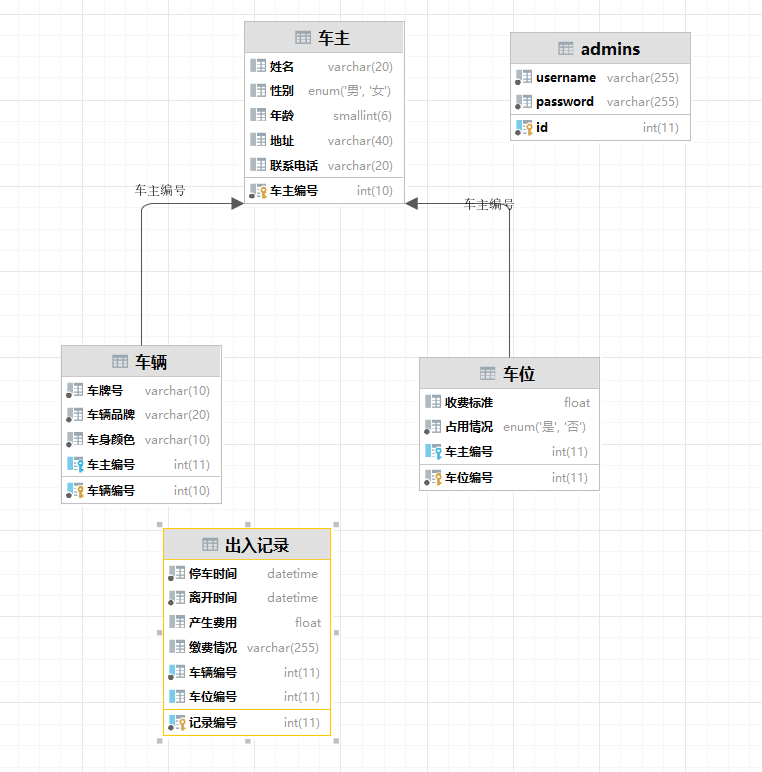 车主
姓名 varchar(20)
性别 enum('男', '女')
年龄 smallint(6)
地址 varchar(40)
联系电话 varchar(20)
车主编号 int(10)
admins
username varchar(255)
password varchar(255)
id int(11)
车主编号
车主编号
车辆
车牌号 varchar(10)
车辆品牌 varchar(20)
车身颜色 varchar(10)
车主编号 int(11)
车辆编号 int(10)
车位
收费标准 float
占用情况 enum('是', '否')
车主编号 int(11)
车位编号 int(11)
出入记录
停车时间 datetime
离开时间 datetime
产生费用 float
缴费情况 varchar(255)
车辆编号 int(11)
车位编号 int(11)
记录编号 int(11)